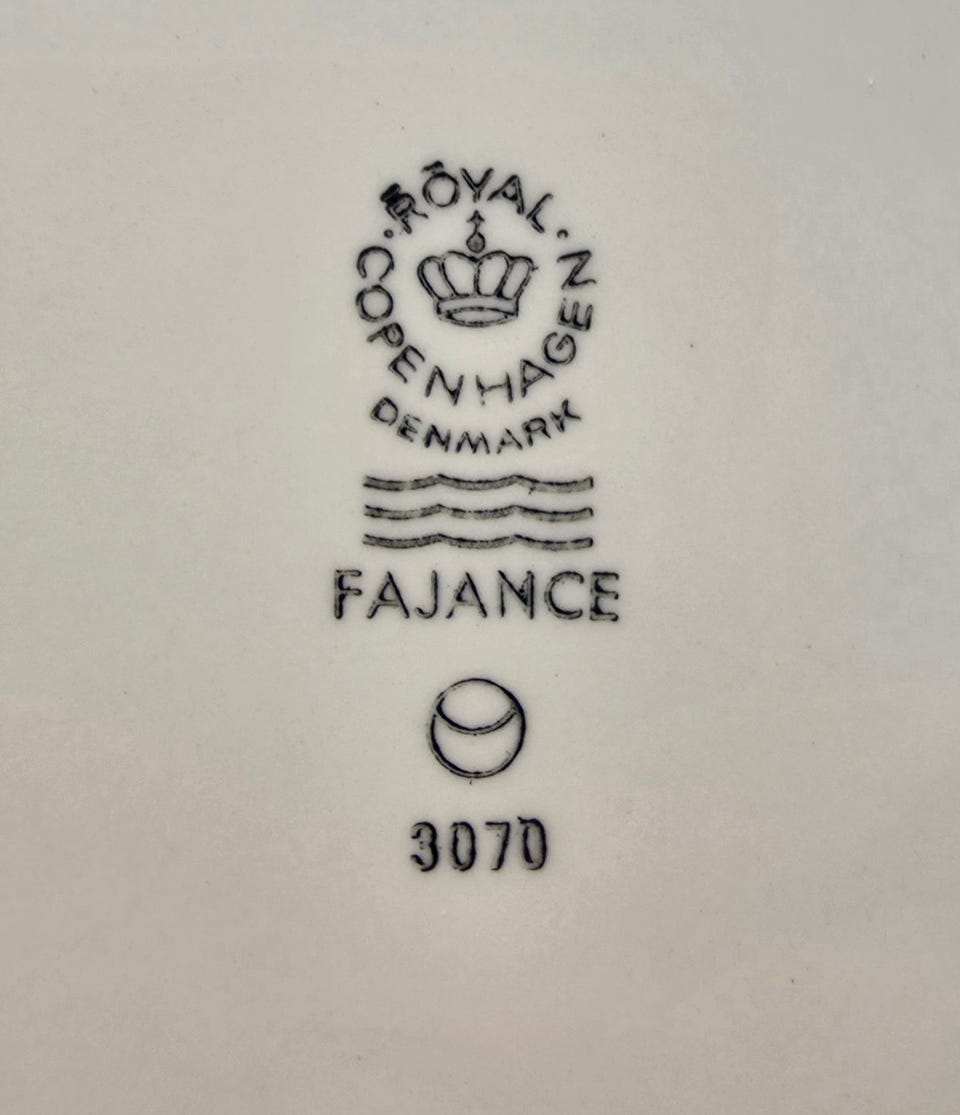 ROYAL
COPENHAGEN
DENMARK
FAJANCE
3070